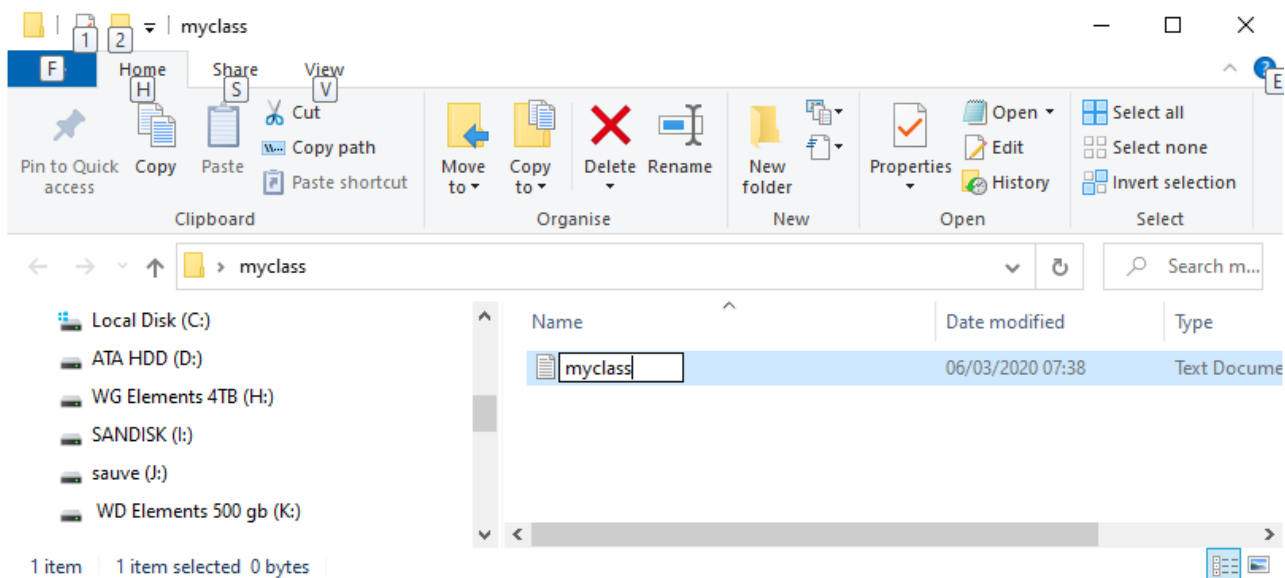 1 2 myclass
F Home Share View
H S V E
Pin to Quick access Copy Paste Cut Copy path Paste shortcut
Move to Copy to Delete Rename New folder Properties Open Edit History
Select all Select none Invert selection
Clipboard Organise New Open Select
myclass Search m...
Local Disk (C:)
ATA HDD (D:)
WG Elements 4TB (H:)
SANDISK (I:)
sauve (J:)
WD Elements 500 gb (K:)
Name Date modified Type
myclass 06/03/2020 07:38 Text Docume
1 item 1 item selected 0 bytes